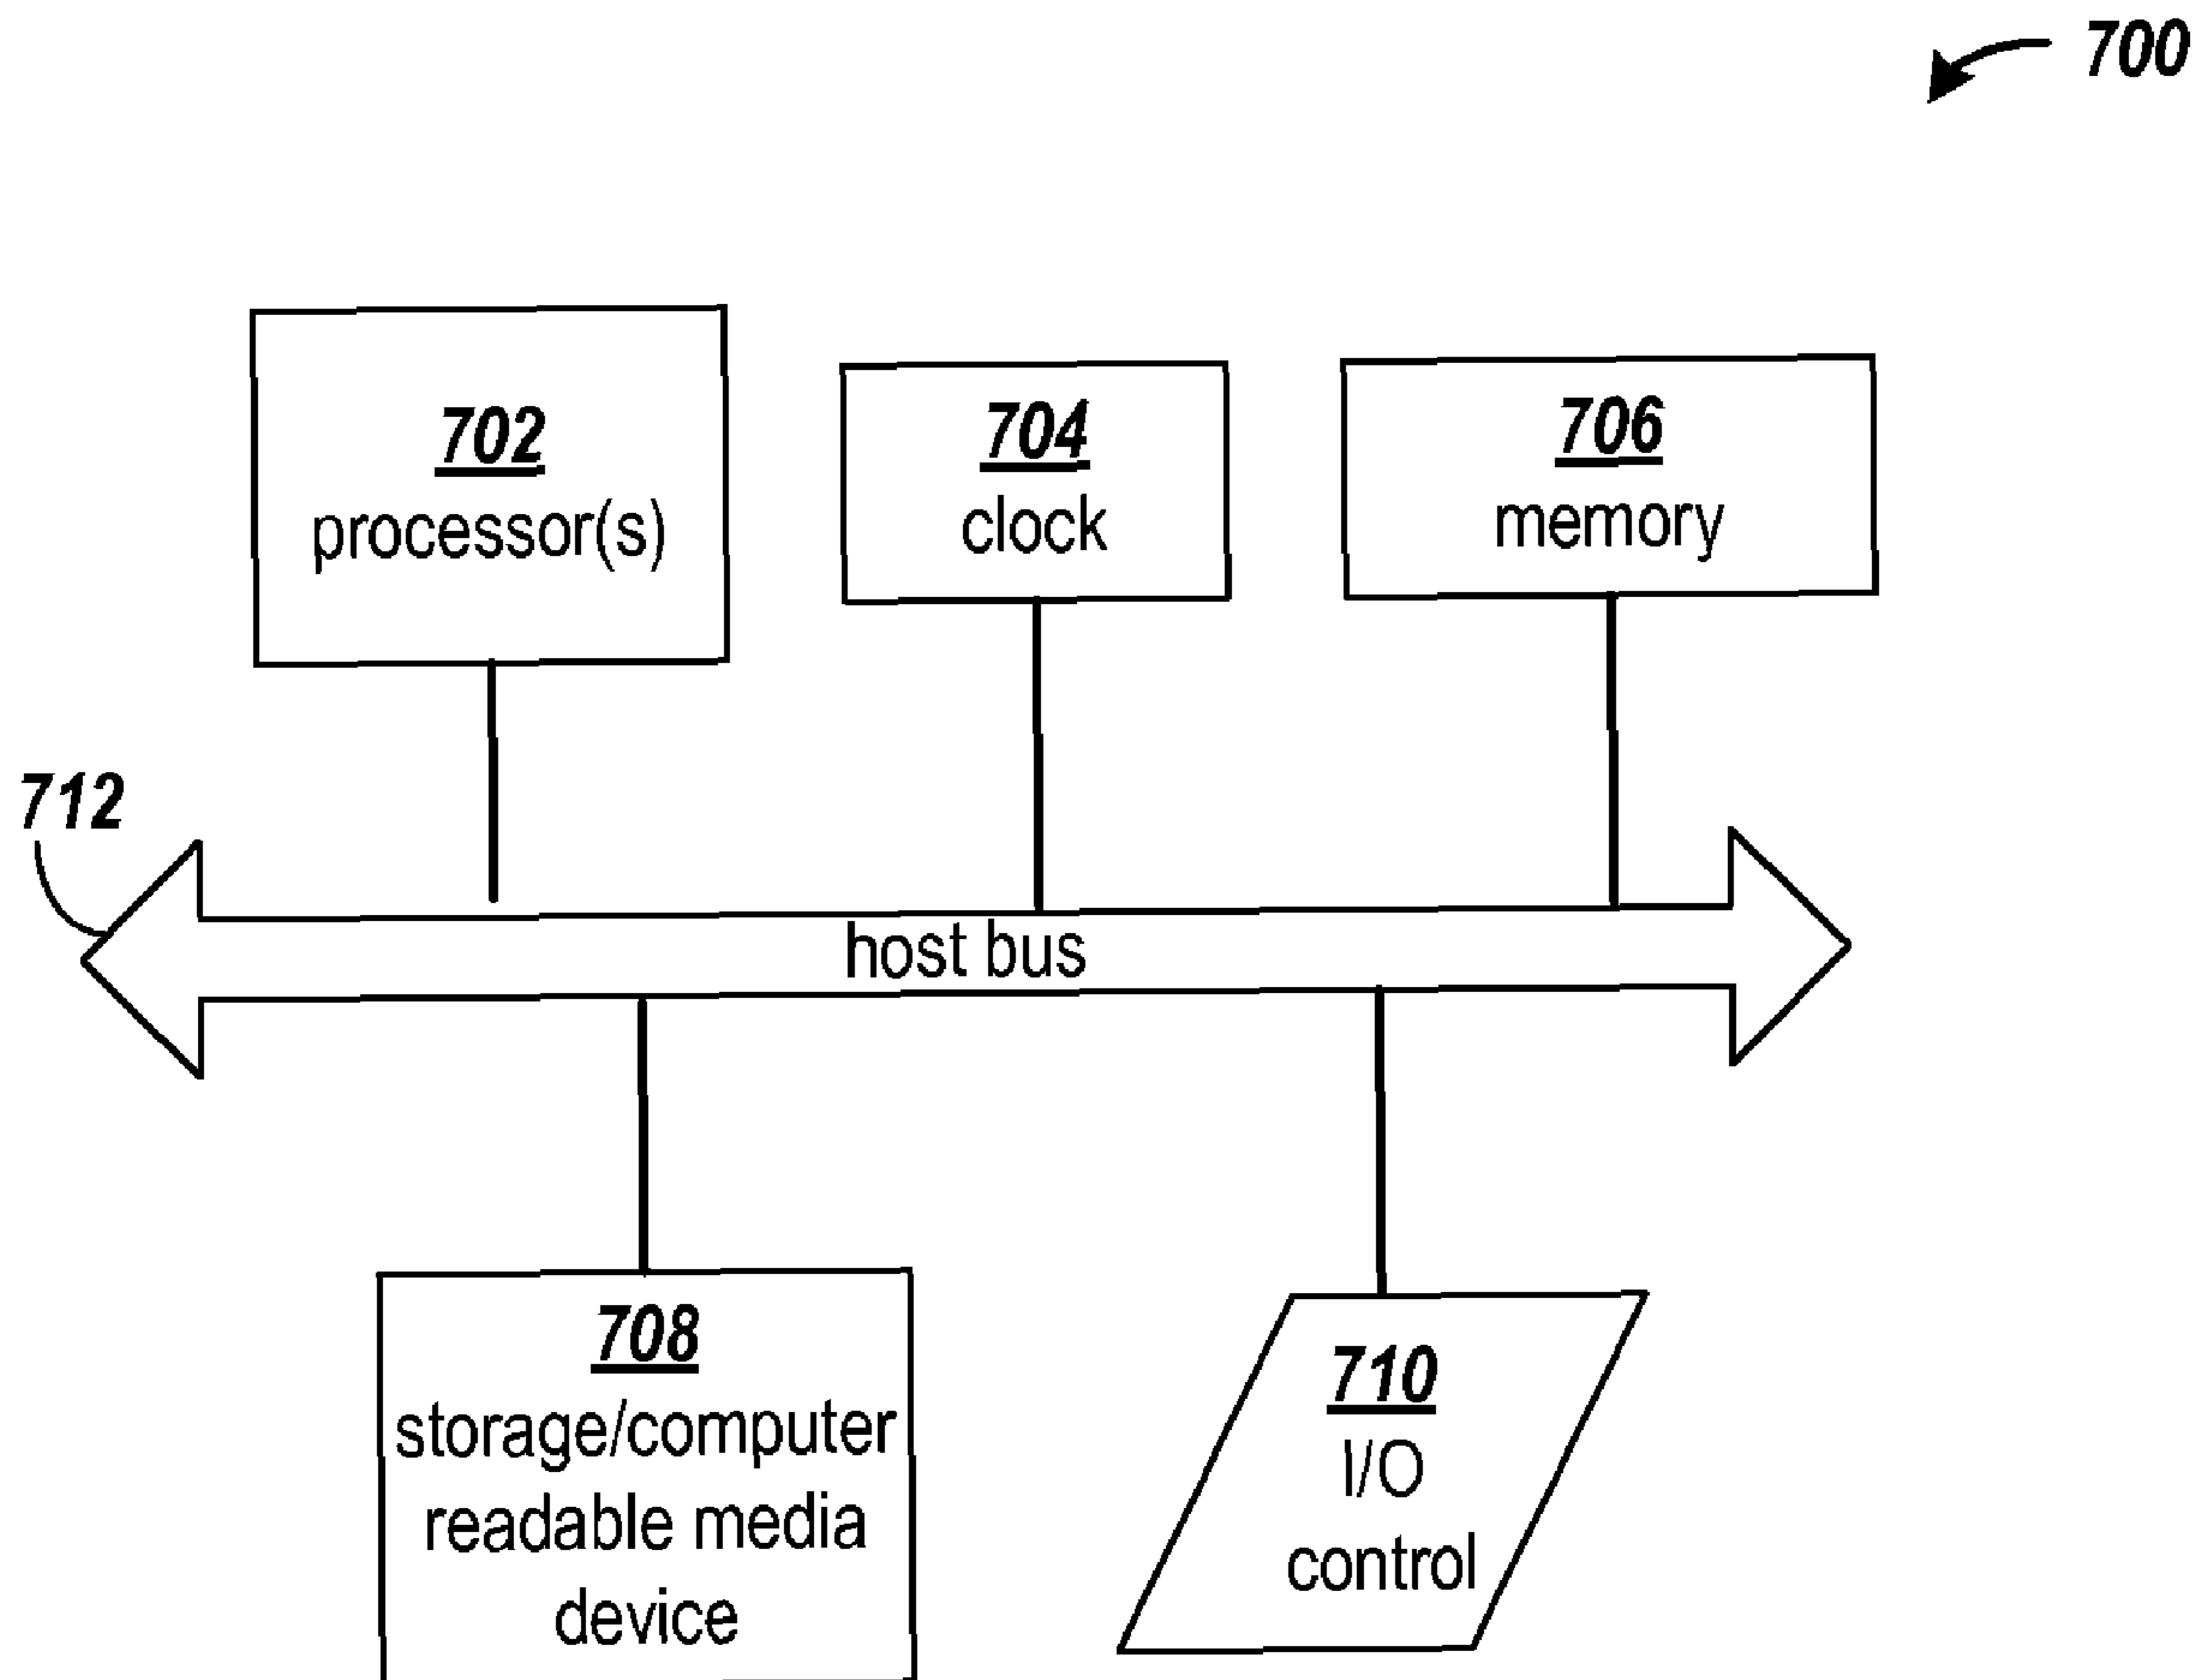 700
702
processor(s)
704
clock
706
memory
712
host bus
708
storage/computer
readable media
device
710
I/O
control